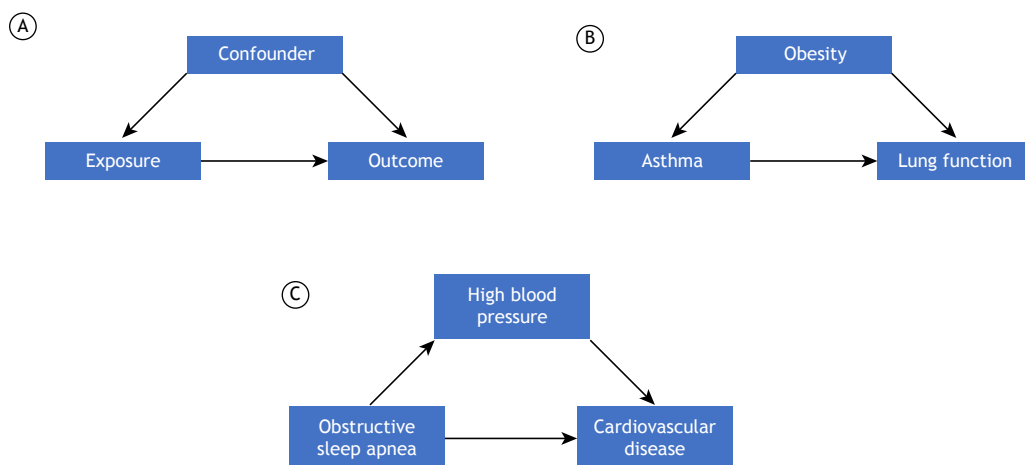 A
Confounder
Exposure
Outcome
B
Obesity
Asthma
Lung function
C
High blood
pressure
Obstructive
sleep apnea
Cardiovascular
disease